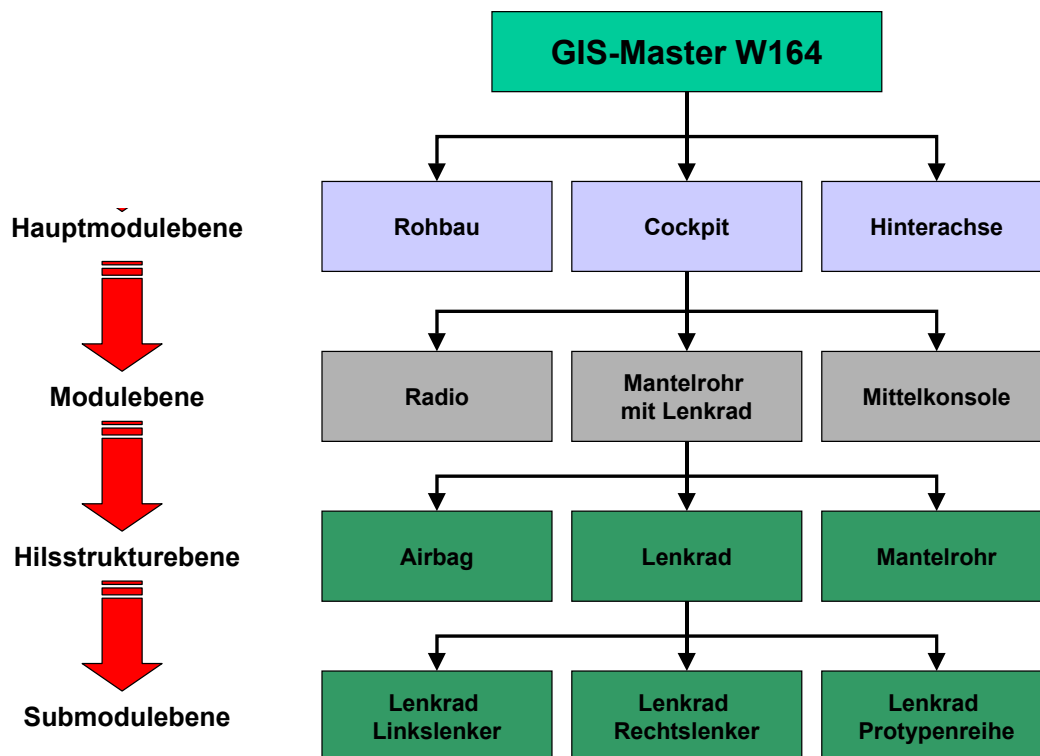 GIS-Master W164
Hauptmodulebene
Rohbau
Cockpit
Hinterachse
Modulebene
Radio
Mantelrohr
mit Lenkrad
Mittelkonsole
Hilsstrukturebene
Airbag
Lenkrad
Mantelrohr
Submodulebene
Lenkrad
Linkslenker
Lenkrad
Rechtslenker
Lenkrad
Protypenreihe